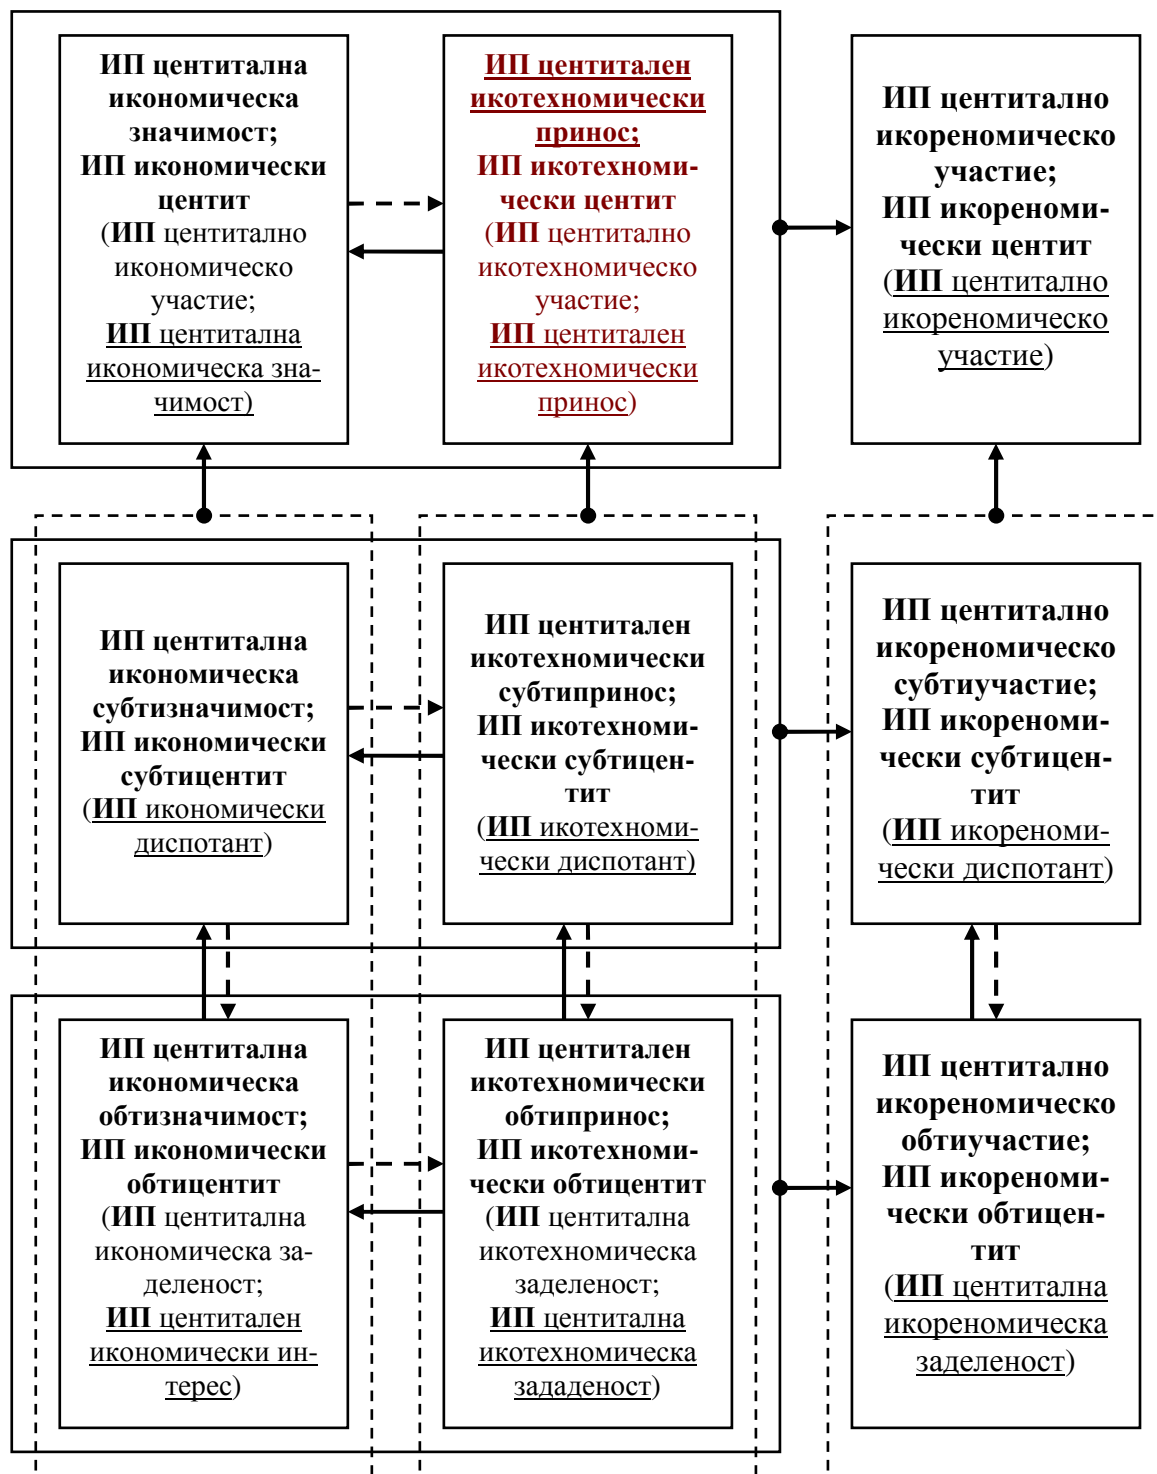 ИП центитална
икономическа
значимост;
ИП икономически
центит
(ИП центитално
икономическо
участие;
ИП центитална
икономическа зна-
чимост)
ИП центитален
икотехномически
принос;
ИП икотехноми-
чески центит
(ИП центитално
икотехномическо
участие;
ИП центитален
икотехномически
принос)
ИП центитално
икореномическо
участие;
ИП икореноми-
чески центит
(ИП центитално
икореномическо
участие)
ИП центитална
икономическа
субтизначимост;
ИП икономически
субтицентит
(ИП икономически
диспотант)
ИП центитален
икотехномически
субтипринос;
ИП икотехноми-
чески субтицен-
тит
(ИП икотехноми-
чески диспотант)
ИП центитално
икореномическо
субтиучастие;
ИП икореноми-
чески субтицен-
тит
(ИП икореноми-
чески диспотант)
ИП центитална
икономическа
обтизначимост;
ИП икономически
обтицентит
(ИП центитална
икономическа за-
деленост;
ИП центитален
икономически ин-
терес)
ИП центитален
икотехномически
обтипринос;
ИП икотехноми-
чески обтицентит
(ИП центитална
икотехномическа
заделеност;
ИП центитална
икотехномическа
зададеност)
ИП центитално
икореномическо
обтиучастие;
ИП икореноми-
чески обтицен-
тит
(ИП центитална
икореномическа
заделеност)